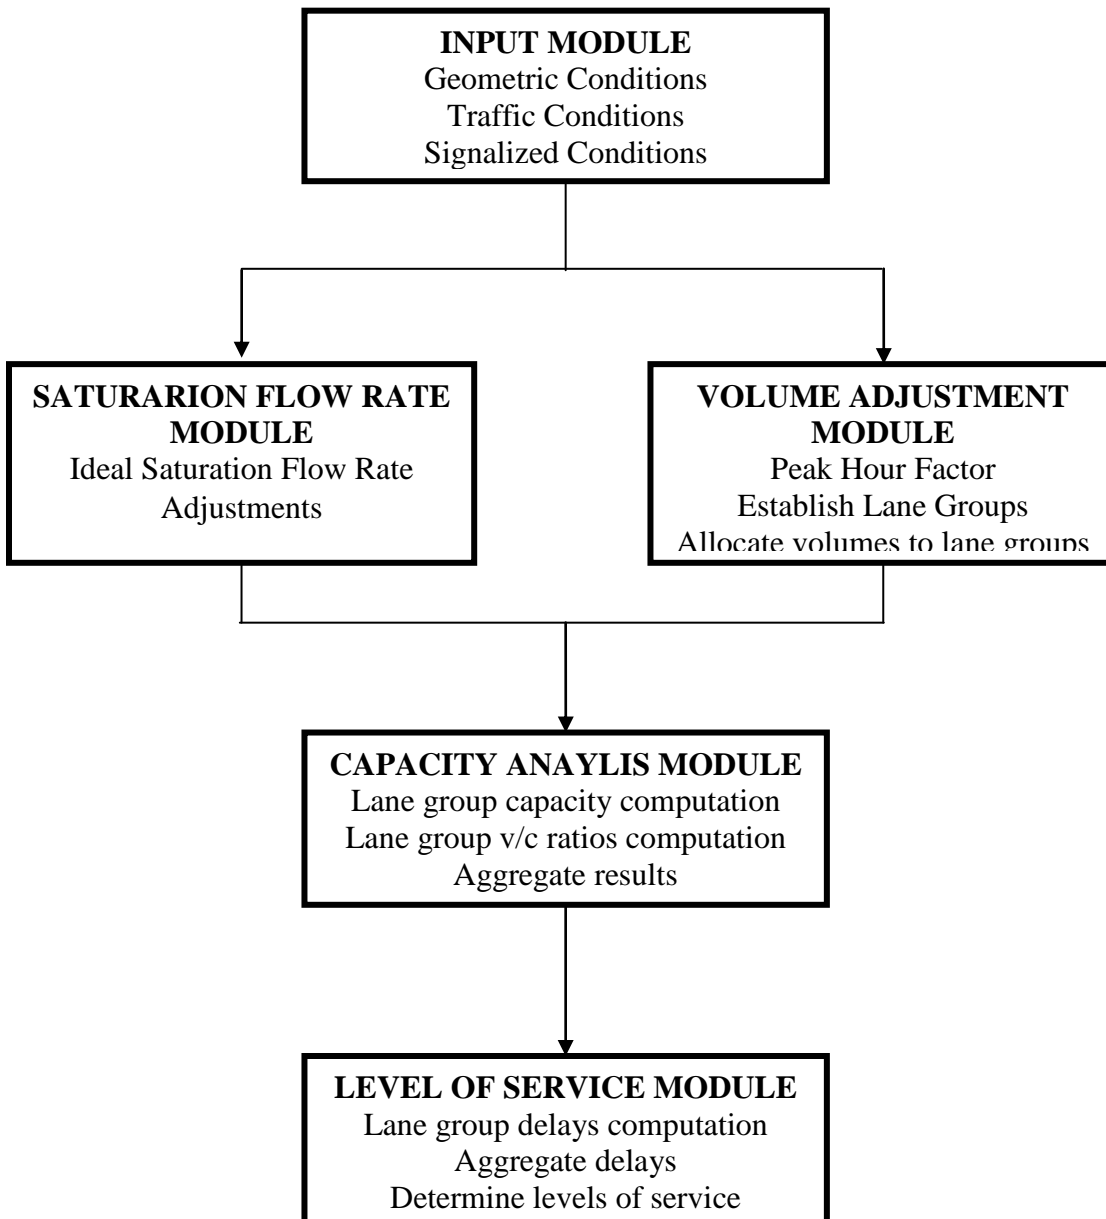 INPUT MODULE
Geometric Conditions
Traffic Conditions
Signalized Conditions
SATURARION FLOW RATE
MODULE
Ideal Saturation Flow Rate
Adjustments
VOLUME ADJUSTMENT
MODULE
Peak Hour Factor
Establish Lane Groups
Allocate volumes to lane groups
CAPACITY ANAYLIS MODULE
Lane group capacity computation
Lane group v/c ratios computation
Aggregate results
LEVEL OF SERVICE MODULE
Lane group delays computation
Aggregate delays
Determine levels of service